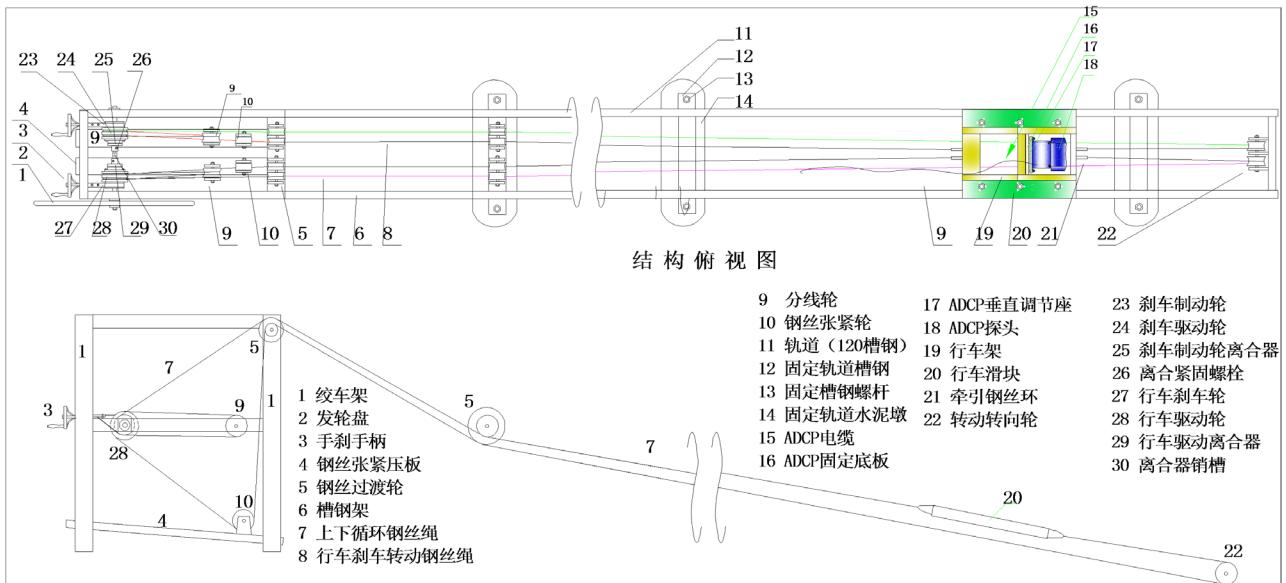 15
16
17
18
11
12
13
14
23 24 25 26
9
10
4
3
2
1
9
27 28 29 30 9 10 5 7 6 8 9 19 20 21 22
结构俯视图
1
7
5
3
9
1
28
10
4
5
7
20
22
1 绞车架
2 发轮盘
3 手刹手柄
4 钢丝张紧压板
5 钢丝过渡轮
6 槽钢架
7 上下循环钢丝绳
8 行车刹车转动钢丝绳
9 分线轮
10 钢丝张紧轮
11 轨道（120槽钢）
12 固定轨道槽钢
13 固定槽钢螺杆
14 固定轨道水泥墩
15 ADCP电缆
16 ADCP固定底板
17 ADCP垂直调节座
18 ADCP探头
19 行车架
20 行车滑块
21 牵引钢丝环
22 转动转向轮
23 刹车制动轮
24 刹车驱动轮
25 刹车制动轮离合器
26 离合紧固螺栓
27 行车刹车轮
28 行车驱动轮
29 行车驱动离合器
30 离合器销槽